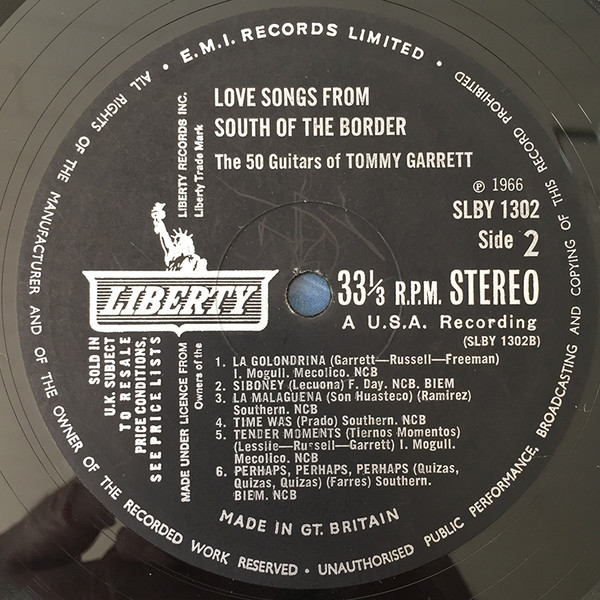 E.M.I. RECORDS LIMITED •
ALL RIGHTS OF THE MANUFACTURER AND OF THE OWNER OF THE RECORDED WORK RESERVED • UNAUTHORISED PUBLIC PERFORMANCE, BROADCASTING AND COPYING OF THIS RECORD PROHIBITED •
LOVE SONGS FROM
SOUTH OF THE BORDER
The 50 Guitars of TOMMY GARRETT
LIBERTY RECORDS INC.
Liberty Trade Mark
℗ 1966
SLBY 1302
Side 2
LIBERTY
33⅓ R.P.M. STEREO
A U.S.A. Recording
(SLBY 1302B)
SOLD IN
U.K. SUBJECT
TO RESALE
PRICE CONDITIONS,
SEE PRICE LISTS
MADE UNDER LICENCE FROM
Owners of the
1. LA GOLONDRINA (Garrett—Russell—Freeman)
I. Mogull. Mecolico. NCB
2. SIBONEY (Lecuona) F. Day. NCB. BIEM
3. LA MALAGUENA (Son Huasteco) (Ramirez)
Southern. NCB
4. TIME WAS (Prado) Southern. NCB
5. TENDER MOMENTS (Tiernos Momentos)
(Lesslie—Russell—Garrett) I. Mogull.
Mecolico. NCB
6. PERHAPS, PERHAPS, PERHAPS (Quizas,
Quizas, Quizas) (Farres) Southern.
BIEM. NCB
MADE IN GT. BRITAIN